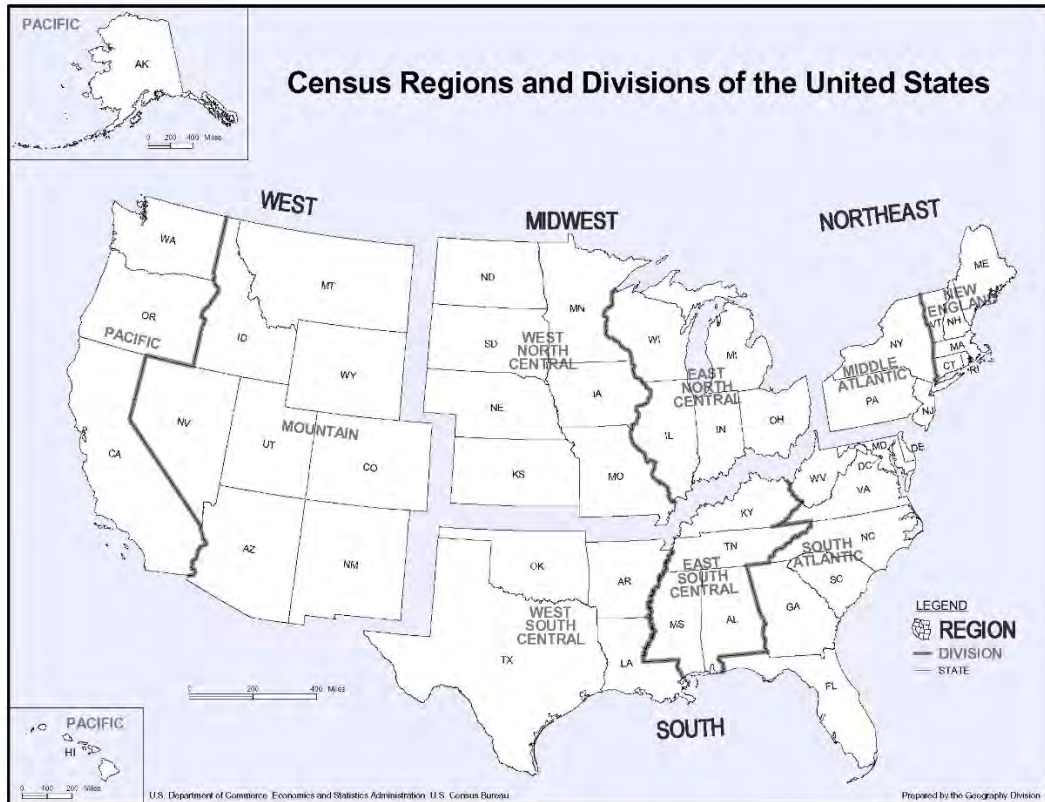 PACIFIC
AK
0 200 400 Miles
Census Regions and Divisions of the United States
WEST
MIDWEST
NORTHEAST
WA
MT
ND
MN
ME
OR
PACIFIC
ID
SD
WEST
NORTH
CENTRAL
WI
MI
NEW
ENGLAND
VT
NH
NY
MA
CT
RI
WY
EAST
NORTH
CENTRAL
MIDDLE
ATLANTIC
PA
NJ
NE
IA
NV
UT
MOUNTAIN
CO
CA
KS
MO
IL
IN
OH
WV
MD
DE
DC
VA
KY
AZ
NM
OK
AR
TN
NC
SOUTH
ATLANTIC
SC
EAST
SOUTH
CENTRAL
MS
AL
GA
WEST
SOUTH
CENTRAL
TX
LA
FL
LEGEND
REGION
DIVISION
STATE
0 200 400 Miles
SOUTH
PACIFIC
HI
0 100 200 Miles
U.S. Department of Commerce Economics and Statistics Administration U.S. Census Bureau
Prepared by the Geography Division